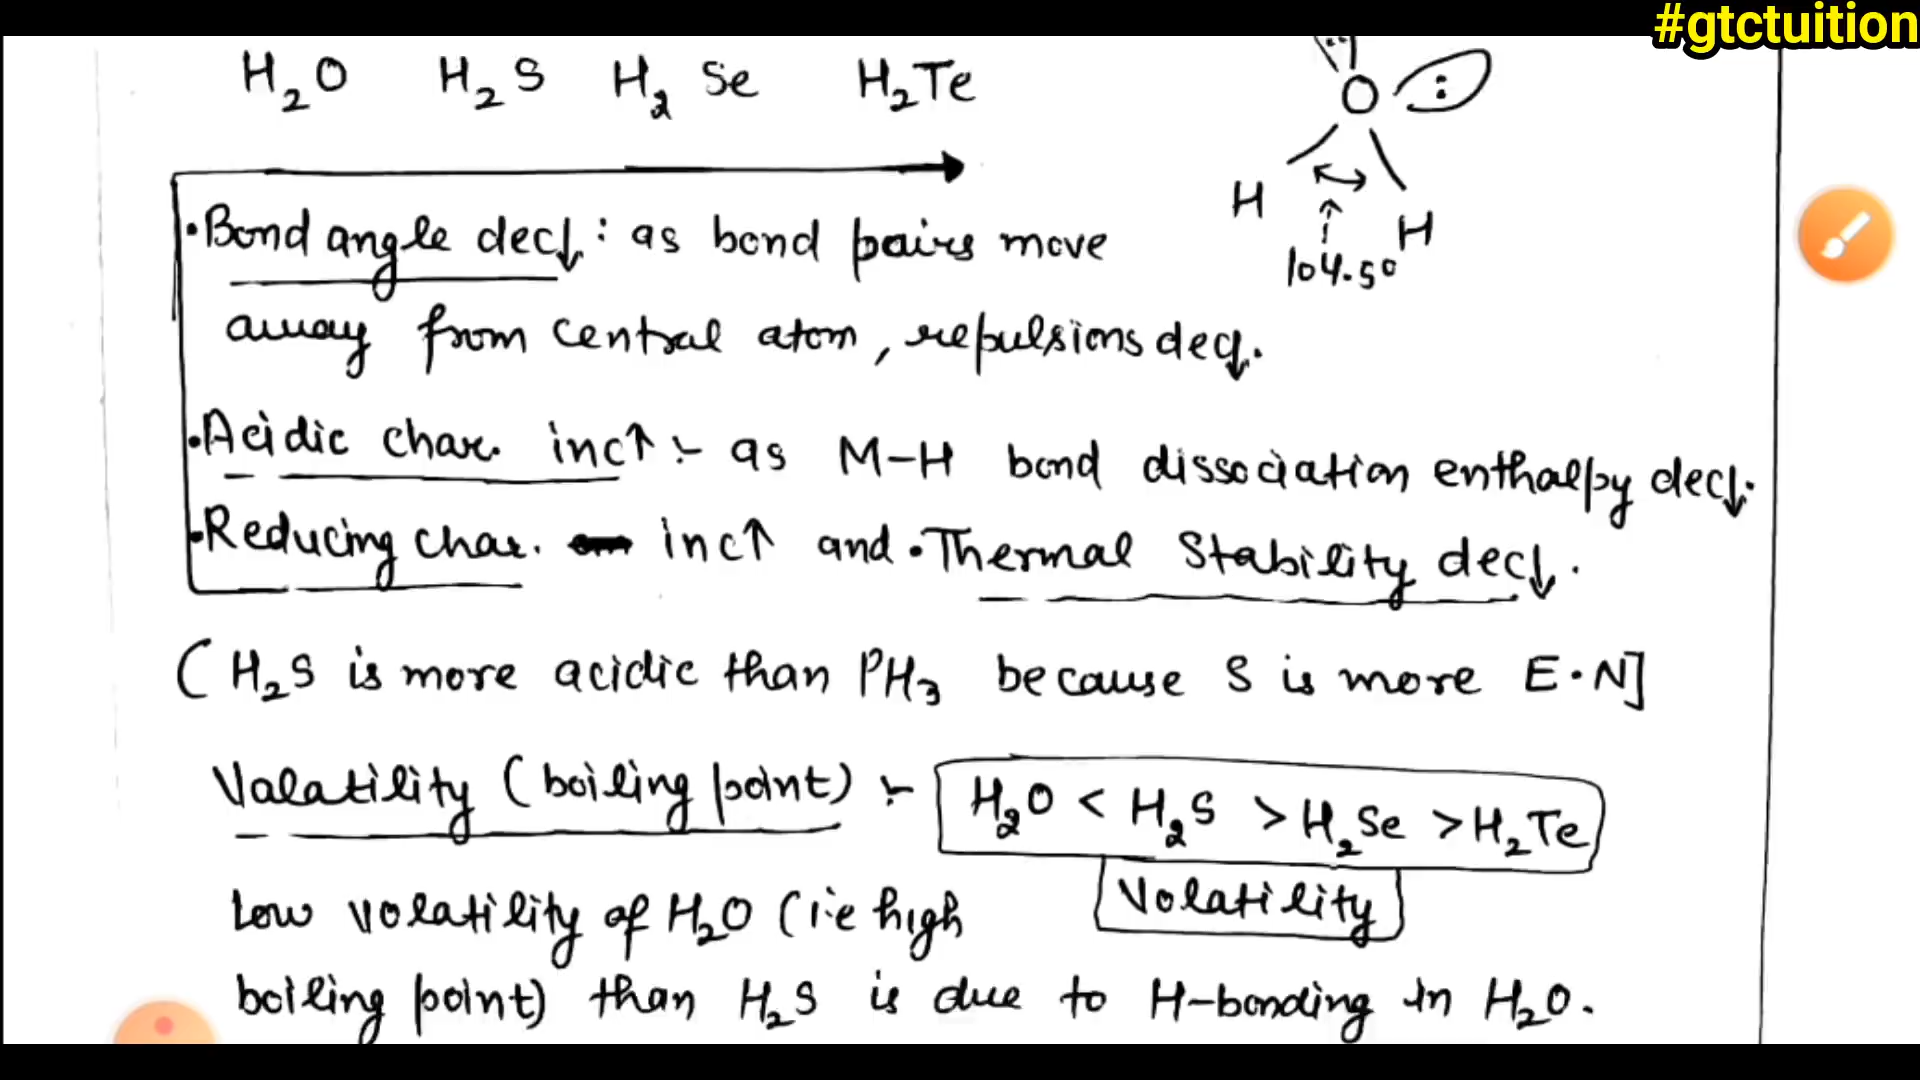 #gtctuition
H₂O H₂S H₂Se H₂Te
O
H
H
104.5°
•Bond angle dec↓: as bond pairs move
away from central atom, repulsions dec↓.
•Acidic char. inc↑ :- as M-H bond dissociation enthalpy dec↓.
•Reducing char. inc↑ and •Thermal Stability dec↓.
(H₂S is more acidic than PH₃ because S is more E·N]
Valatility (boiling point) :- H₂O < H₂S > H₂Se > H₂Te
Volatility
Low volatility of H₂O (i.e high
boiling point) than H₂S is due to H-bonding in H₂O.